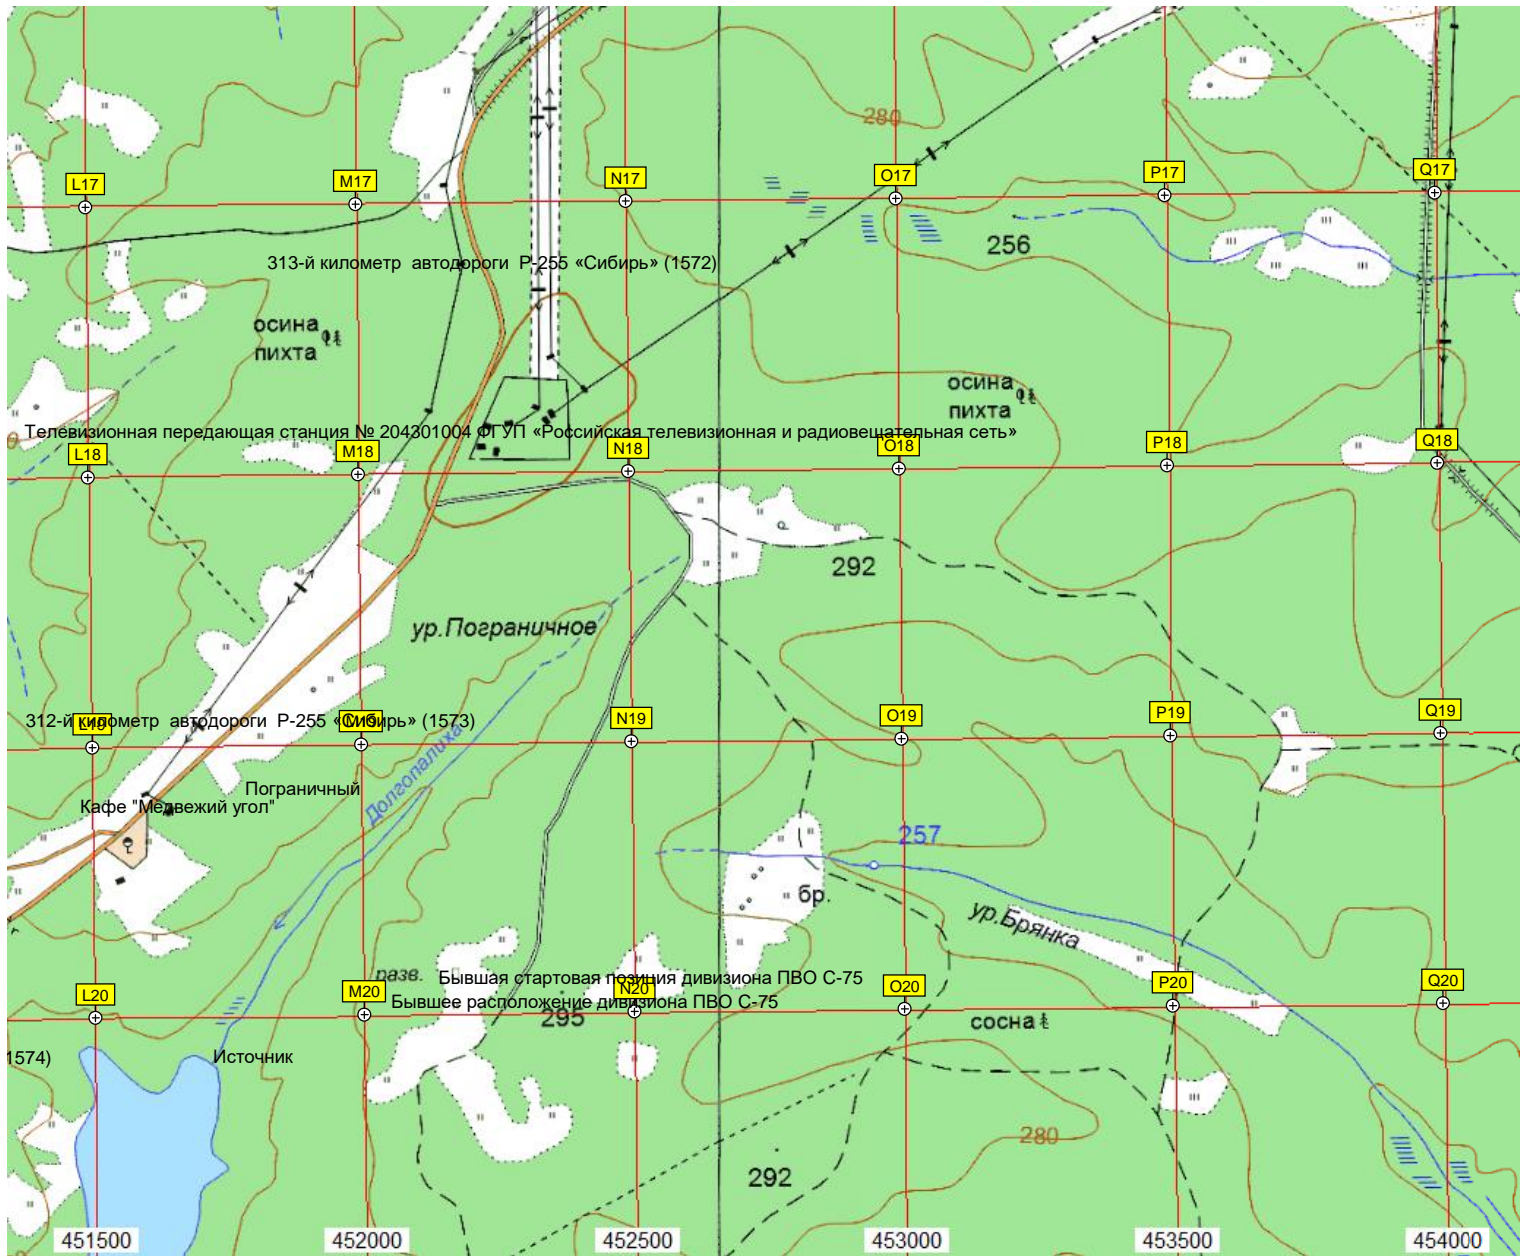 280
L17
M17
N17
O17
P17
Q17
256
313-й километр автодороги Р-255 «Сибирь» (1572)
осина
пихта
осина
пихта
Телевизионная передающая станция № 204301004 ФГУП «Российская телевизионная и радиовещательная сеть»
L18
M18
N18
O18
P18
Q18
292
ур.Пограничное
312-й километр автодороги Р-255 «Сибирь» (1573)
L19
M19
N19
O19
P19
Q19
Долгопалиха
Пограничный
Кафе "Медвежий угол"
257
бр.
ур.Брянка
разв.
Бывшая стартовая позиция дивизиона ПВО С-75
L20
M20
N20
O20
P20
Q20
Бывшее расположение дивизиона ПВО С-75
295
сосна
1574)
Источник
280
292
451500
452000
452500
453000
453500
454000